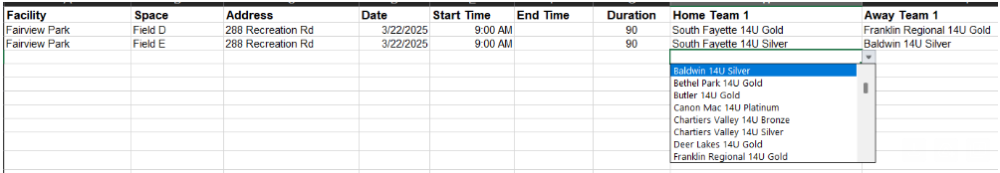 Facility Space Address Date Start Time End Time Duration Home Team 1 Away Team 1
Fairview Park Field D 288 Recreation Rd 3/22/2025 9:00 AM 90 South Fayette 14U Gold Franklin Regional 14U Gold
Fairview Park Field E 288 Recreation Rd 3/22/2025 9:00 AM 90 South Fayette 14U Silver Baldwin 14U Silver
Baldwin 14U Silver
Bethel Park 14U Gold
Butler 14U Gold
Canon Mac 14U Platinum
Chartiers Valley 14U Bronze
Chartiers Valley 14U Silver
Deer Lakes 14U Gold
Franklin Regional 14U Gold